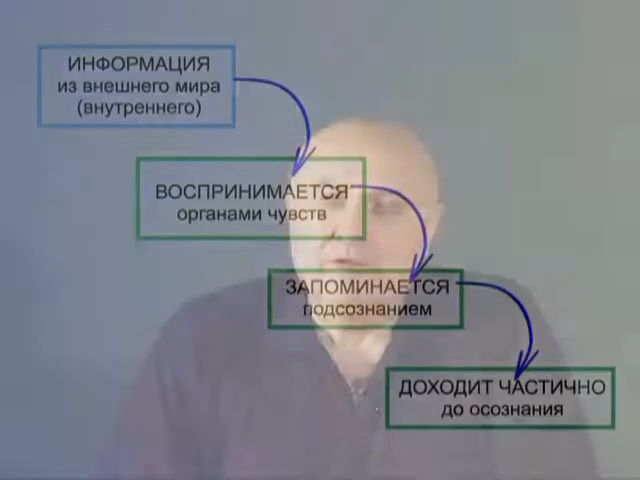 ИНФОРМАЦИЯ
из внешнего мира
(внутреннего)
ВОСПРИНИМАЕТСЯ
органами чувств
ЗАПОМИНАЕТСЯ
подсознанием
ДОХОДИТ ЧАСТИЧНО
до осознания